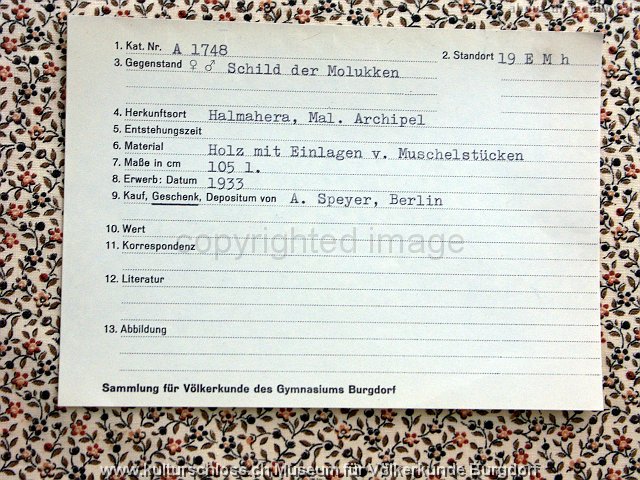 1. Kat. Nr. A 1748 2. Standort 19 E M h
3. Gegenstand ♀ ♂ Schild der Molukken
4. Herkunftsort Halmahera, Mal. Archipel
5. Entstehungszeit
6. Material Holz mit Einlagen v. Muschelstücken
7. Maße in cm 105 l.
8. Erwerb: Datum 1933
9. Kauf, Geschenk, Depositum von A. Speyer, Berlin
10. Wert
copyrighted image
11. Korrespondenz
12. Literatur
13. Abbildung
Sammlung für Völkerkunde des Gymnasiums Burgdorf
www.kulturschloss.ch Museum für Völkerkunde Burgdorf